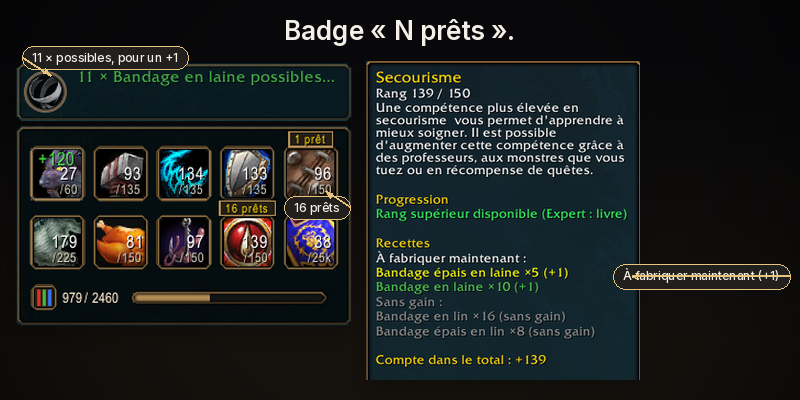 Badge « N prêts ».
11 × possibles, pour un +1
11 × Bandage en laine possibles...
1 prêt
+120
27
/60
93
/135
134
/135
133
/135
96
/150
16 prêts
16 prêts
179
/225
81
/150
97
/150
139
/150
38
/25k
979 / 2460
Secourisme
Rang 139 / 150
Une compétence plus élevée en
secourisme vous permet d'apprendre à
mieux soigner. Il est possible
d'augmenter cette compétence grâce à
des professeurs, aux monstres que vous
tuez ou en récompense de quêtes.
Progression
Rang supérieur disponible (Expert : livre)
Recettes
À fabriquer maintenant :
Bandage épais en laine ×5 (+1)
Bandage en laine ×10 (+1)
Sans gain :
Bandage en lin ×16 (sans gain)
Bandage épais en lin ×8 (sans gain)
Compte dans le total : +139
À fabriquer maintenant (+1)